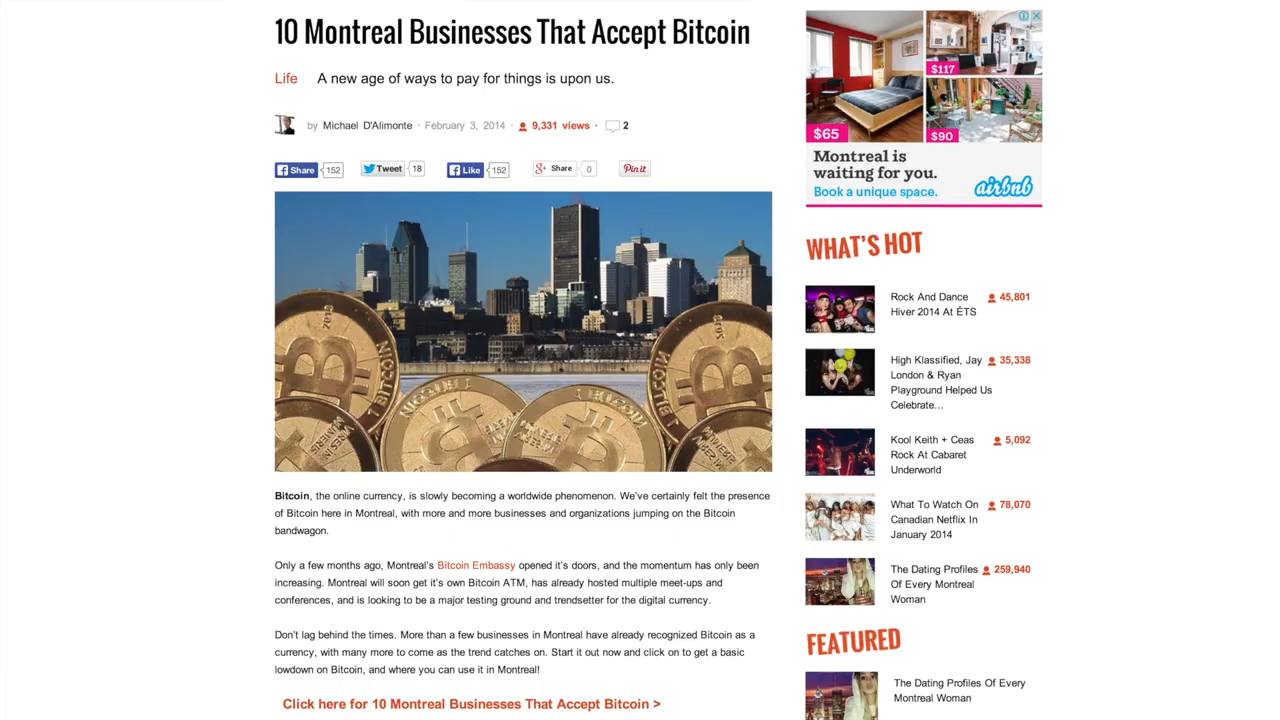 10 Montreal Businesses That Accept Bitcoin
Life A new age of ways to pay for things is upon us.
by Michael D'Alimonte · February 3, 2014 · 9,331 views · 2
Share 152 Tweet 18 Like 152 Share 0 Pin it
Bitcoin, the online currency, is slowly becoming a worldwide phenomenon. We've certainly felt the presence
of Bitcoin here in Montreal, with more and more businesses and organizations jumping on the Bitcoin
bandwagon.
Only a few months ago, Montreal's Bitcoin Embassy opened it's doors, and the momentum has only been
increasing. Montreal will soon get it's own Bitcoin ATM, has already hosted multiple meet-ups and
conferences, and is looking to be a major testing ground and trendsetter for the digital currency.
Don't lag behind the times. More than a few businesses in Montreal have already recognized Bitcoin as a
currency, with many more to come as the trend catches on. Start it out now and click on to get a basic
lowdown on Bitcoin, and where you can use it in Montreal!
Click here for 10 Montreal Businesses That Accept Bitcoin >
$117
$65
$90
Montreal is
waiting for you.
Book a unique space. airbnb
WHAT'S HOT
Rock And Dance 45,801
Hiver 2014 At ÉTS
High Klassified, Jay 35,338
London & Ryan
Playground Helped Us
Celebrate...
Kool Keith + Ceas 5,092
Rock At Cabaret
Underworld
What To Watch On 78,070
Canadian Netflix In
January 2014
The Dating Profiles 259,940
Of Every Montreal
Woman
FEATURED
The Dating Profiles Of Every
Montreal Woman